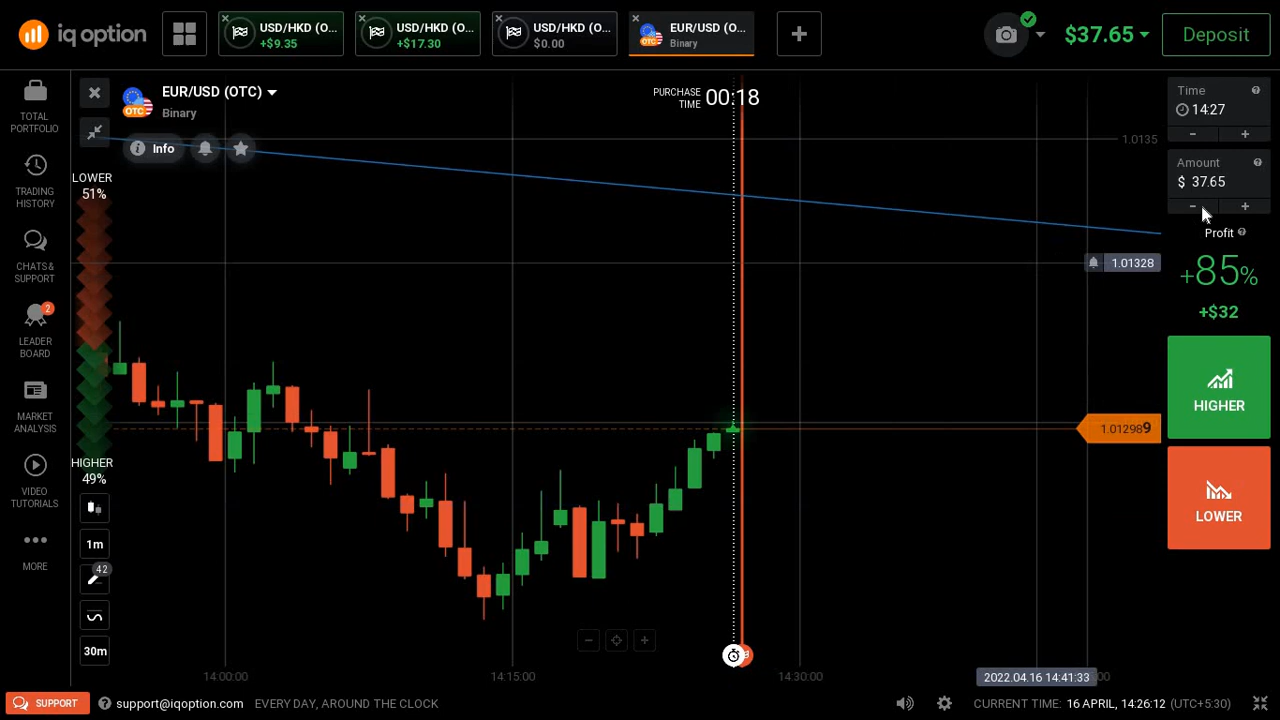 iq option
USD/HKD (O...
+$9.35
USD/HKD (O...
+$17.30
USD/HKD (O...
$0.00
EUR/USD (O...
Binary
$37.65
Deposit
TOTAL
PORTFOLIO
TRADING
HISTORY
CHATS &
SUPPORT
2
LEADER
BOARD
MARKET
ANALYSIS
VIDEO
TUTORIALS
MORE
OTC
EUR/USD (OTC)
Binary
Info
PURCHASE
TIME
00:18
LOWER
51%
HIGHER
49%
1m
42
30m
1.0135
1.01328
1.012989
14:00:00
14:15:00
14:30:00
2022.04.16 14:41:33
Time
14:27
Amount
$ 37.65
Profit
+85%
+$32
HIGHER
LOWER
SUPPORT
support@iqoption.com
EVERY DAY, AROUND THE CLOCK
CURRENT TIME: 16 APRIL, 14:26:12 (UTC+5:30)